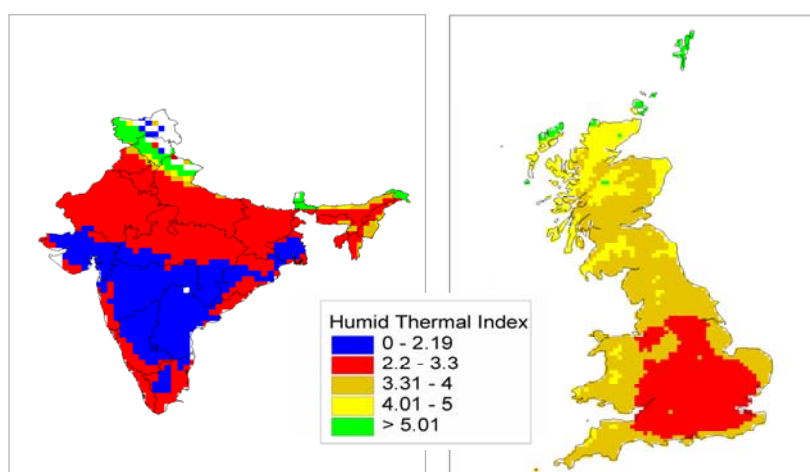 Humid Thermal Index
0 - 2.19
2.2 - 3.3
3.31 - 4
4.01 - 5
> 5.01